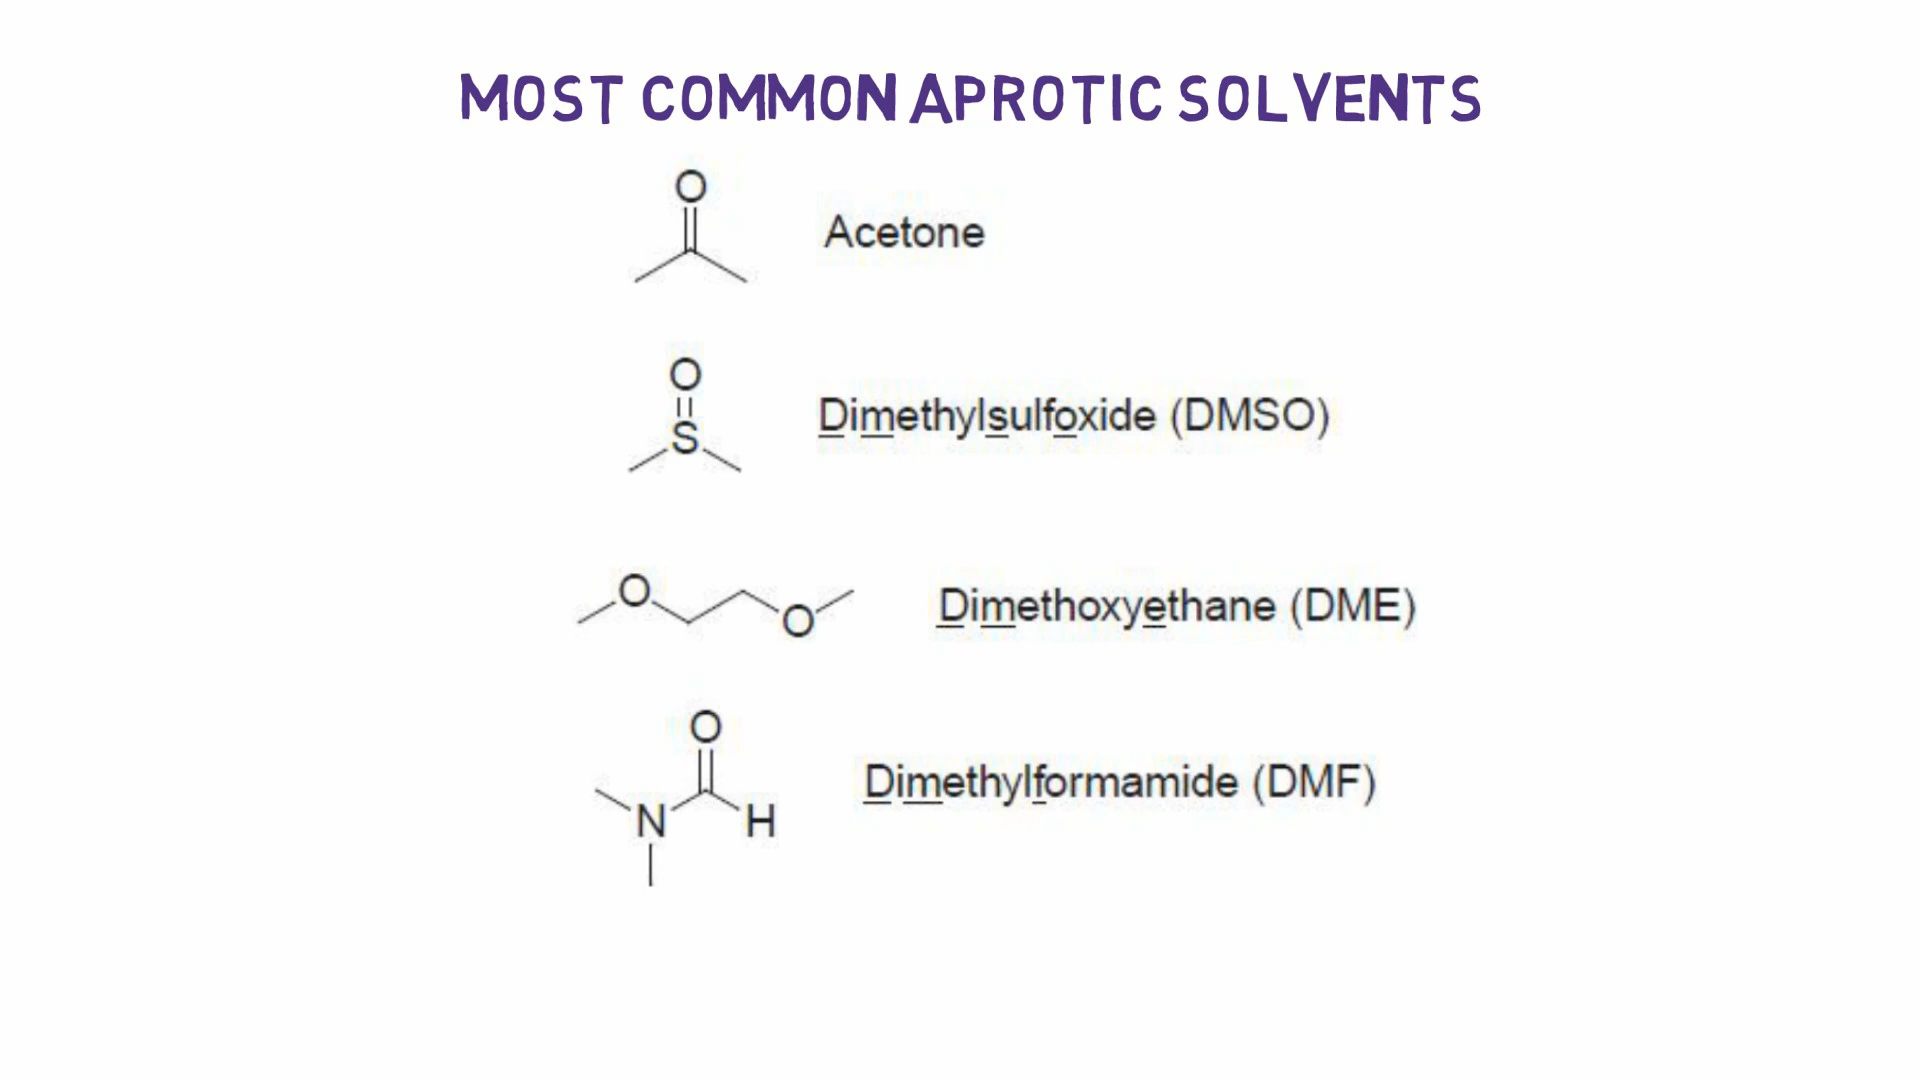 MOST COMMON APROTIC SOLVENTS
O
Acetone
O
S
Dimethylsulfoxide (DMSO)
O
O
Dimethoxyethane (DME)
O
N
H
Dimethylformamide (DMF)